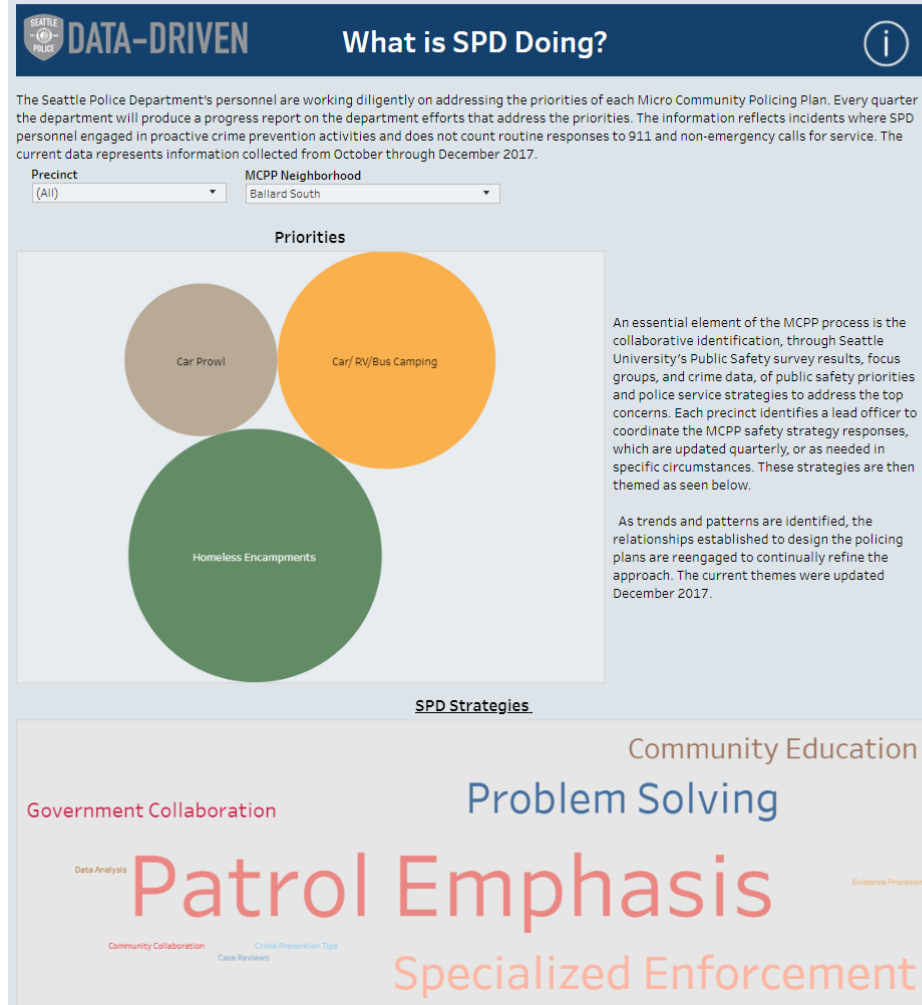 SEATTLE
POLICE
DATA-DRIVEN
What is SPD Doing?
i
The Seattle Police Department's personnel are working diligently on addressing the priorities of each Micro Community Policing Plan. Every quarter
the department will produce a progress report on the department efforts that address the priorities. The information reflects incidents where SPD
personnel engaged in proactive crime prevention activities and does not count routine responses to 911 and non-emergency calls for service. The
current data represents information collected from October through December 2017.
Precinct
(All)
MCPP Neighborhood
Ballard South
Priorities
Car Prowl
Car/ RV/Bus Camping
Homeless Encampments
An essential element of the MCPP process is the
collaborative identification, through Seattle
University's Public Safety survey results, focus
groups, and crime data, of public safety priorities
and police service strategies to address the top
concerns. Each precinct identifies a lead officer to
coordinate the MCPP safety strategy responses,
which are updated quarterly, or as needed in
specific circumstances. These strategies are then
themed as seen below.
As trends and patterns are identified, the
relationships established to design the policing
plans are reengaged to continually refine the
approach. The current themes were updated
December 2017.
SPD Strategies
Community Education
Problem Solving
Government Collaboration
Data Analysis
Patrol Emphasis
Evidence Processin
Community Collaboration
Crime Prevention Tips
Case Reviews
Specialized Enforcement